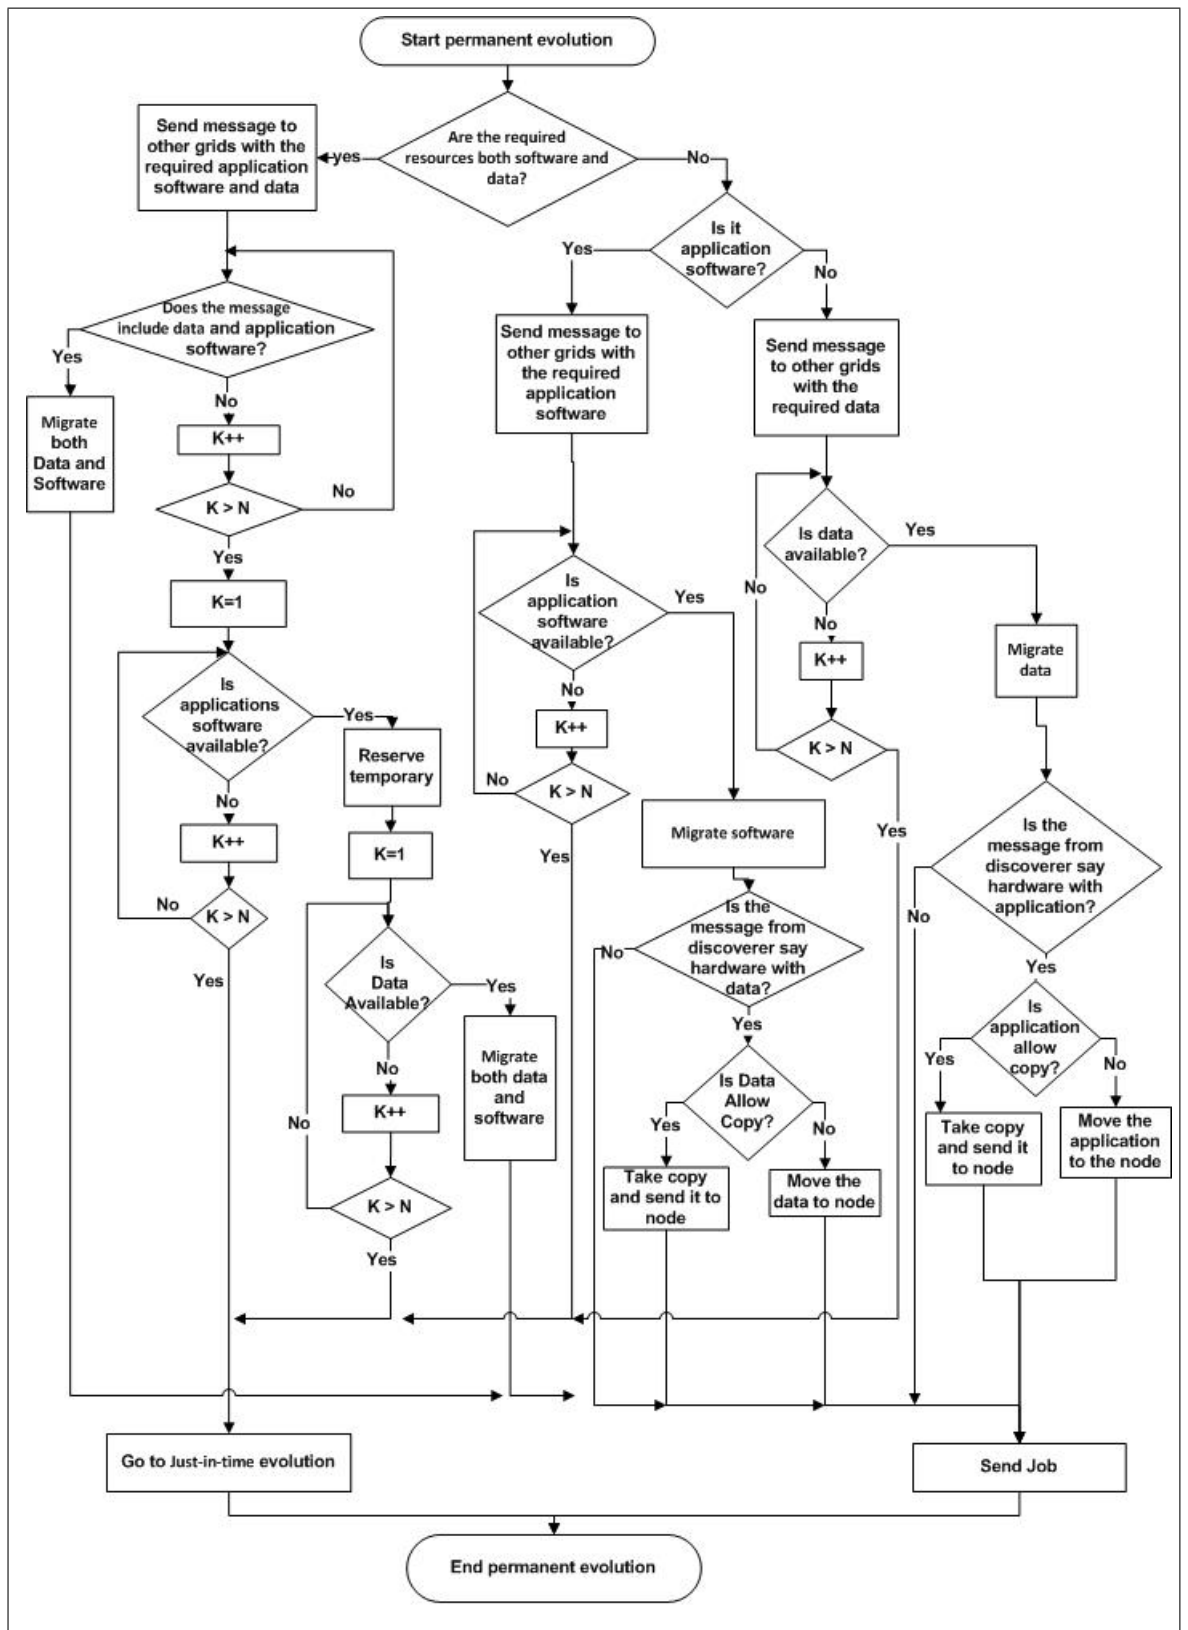 Start permanent evolution
Are the required
resources both software and
data?
yes
No
Send message to
other grids with the
required application
software and data
Is it
application
software?
Yes
No
Does the message
include data and application
software?
Yes
No
Migrate
both
Data and
Software
K++
K > N
No
Yes
K=1
Is
applications
software
available?
Yes
No
K++
K > N
No
Yes
Reserve
temporary
K=1
Is
Data
Available?
Yes
No
K++
K > N
No
Yes
Migrate
both data
and
software
Send message to
other grids with
the required
application
software
Is
application
software
available?
Yes
No
K++
K > N
No
Yes
Migrate software
Is the
message from
discoverer say
hardware with
data?
No
Yes
Is Data
Allow
Copy?
Yes
No
Take copy
and send it to
node
Move the
data to node
Send message
to other grids
with the
required data
Is data
available?
Yes
No
No
K++
K > N
Yes
Migrate
data
Is the
message from
discoverer say
hardware with
application?
No
Yes
Is
application
allow
copy?
Yes
No
Take copy
and send it
to node
Move the
application
to the node
Go to Just-in-time evolution
Send Job
End permanent evolution